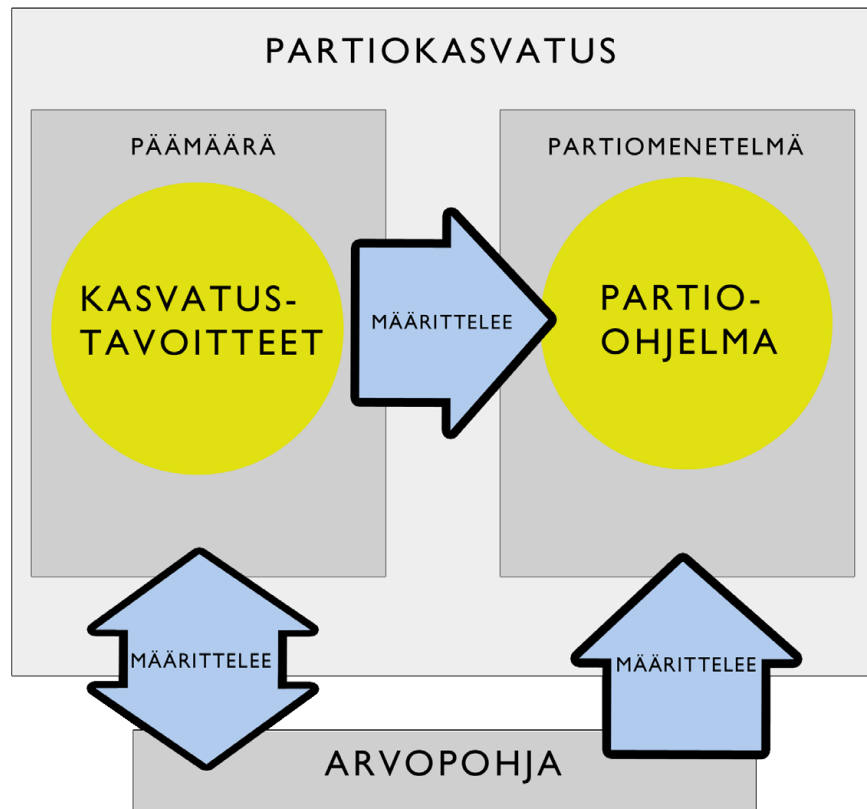 PARTIOKASVATUS
PÄÄMÄÄRÄ
PARTIOMENETELMÄ
KASVATUS-
TAVOITTEET
MÄÄRITTELEE
PARTIO-
OHJELMA
MÄÄRITTELEE
MÄÄRITTELEE
ARVOPOHJA